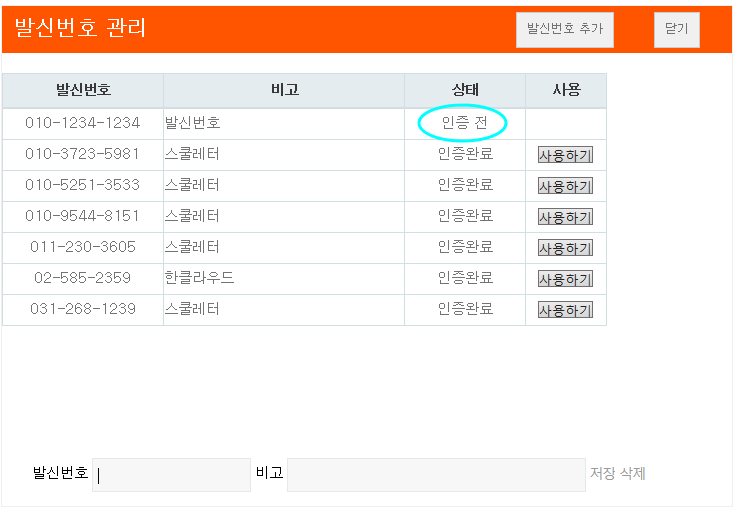 발신번호 관리 발신번호 추가 닫기
발신번호 비고 상태 사용
010-1234-1234 발신번호 인증 전
010-3723-5981 스쿨레터 인증완료 사용하기
010-5251-3533 스쿨레터 인증완료 사용하기
010-9544-8151 스쿨레터 인증완료 사용하기
011-230-3605 스쿨레터 인증완료 사용하기
02-585-2359 한클라우드 인증완료 사용하기
031-268-1239 스쿨레터 인증완료 사용하기
발신번호 비고 저장 삭제